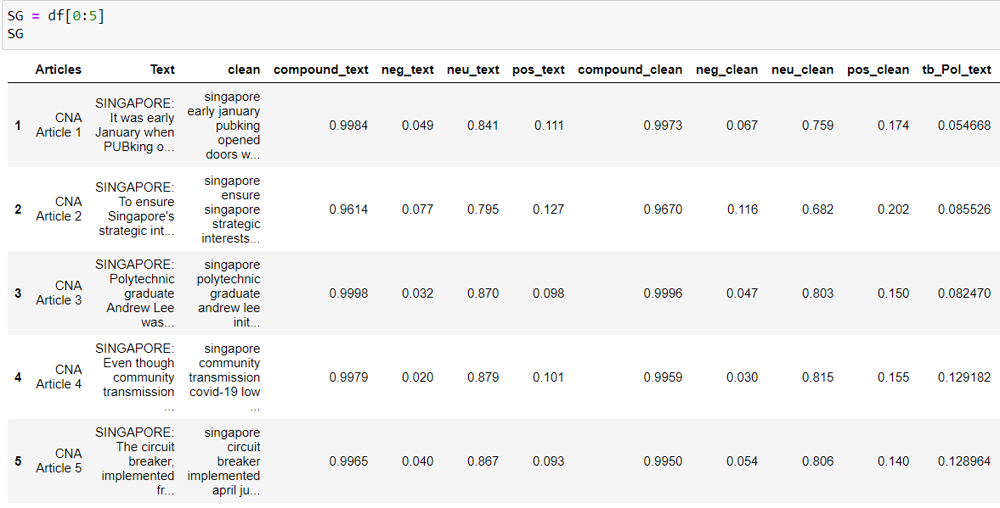 SG = df[0:5]
SG
Articles Text clean compound_text neg_text neu_text pos_text compound_clean neg_clean neu_clean pos_clean tb_Pol_text
1 CNA Article 1 SINGAPORE: It was early January when PUBking o... singapore early january pubking opened doors w... 0.9984 0.049 0.841 0.111 0.9973 0.067 0.759 0.174 0.054668
2 CNA Article 2 SINGAPORE: To ensure Singapore's strategic int... singapore ensure singapore strategic interests... 0.9614 0.077 0.795 0.127 0.9670 0.116 0.682 0.202 0.085526
3 CNA Article 3 SINGAPORE: Polytechnic graduate Andrew Lee was... singapore polytechnic graduate andrew lee init... 0.9998 0.032 0.870 0.098 0.9996 0.047 0.803 0.150 0.082470
4 CNA Article 4 SINGAPORE: Even though community transmission ... singapore community transmission covid-19 low ... 0.9979 0.020 0.879 0.101 0.9959 0.030 0.815 0.155 0.129182
5 CNA Article 5 SINGAPORE: The circuit breaker, implemented fr... singapore circuit breaker implemented april ju... 0.9965 0.040 0.867 0.093 0.9950 0.054 0.806 0.140 0.128964